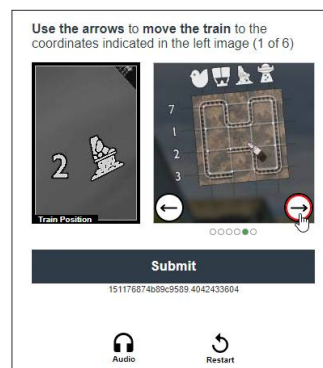 Use the arrows to move the train to the
coordinates indicated in the left image (1 of 6)
2
Train Position
7
1
2
3
Submit
151176874b89c9589.4042433604
Audio
Restart